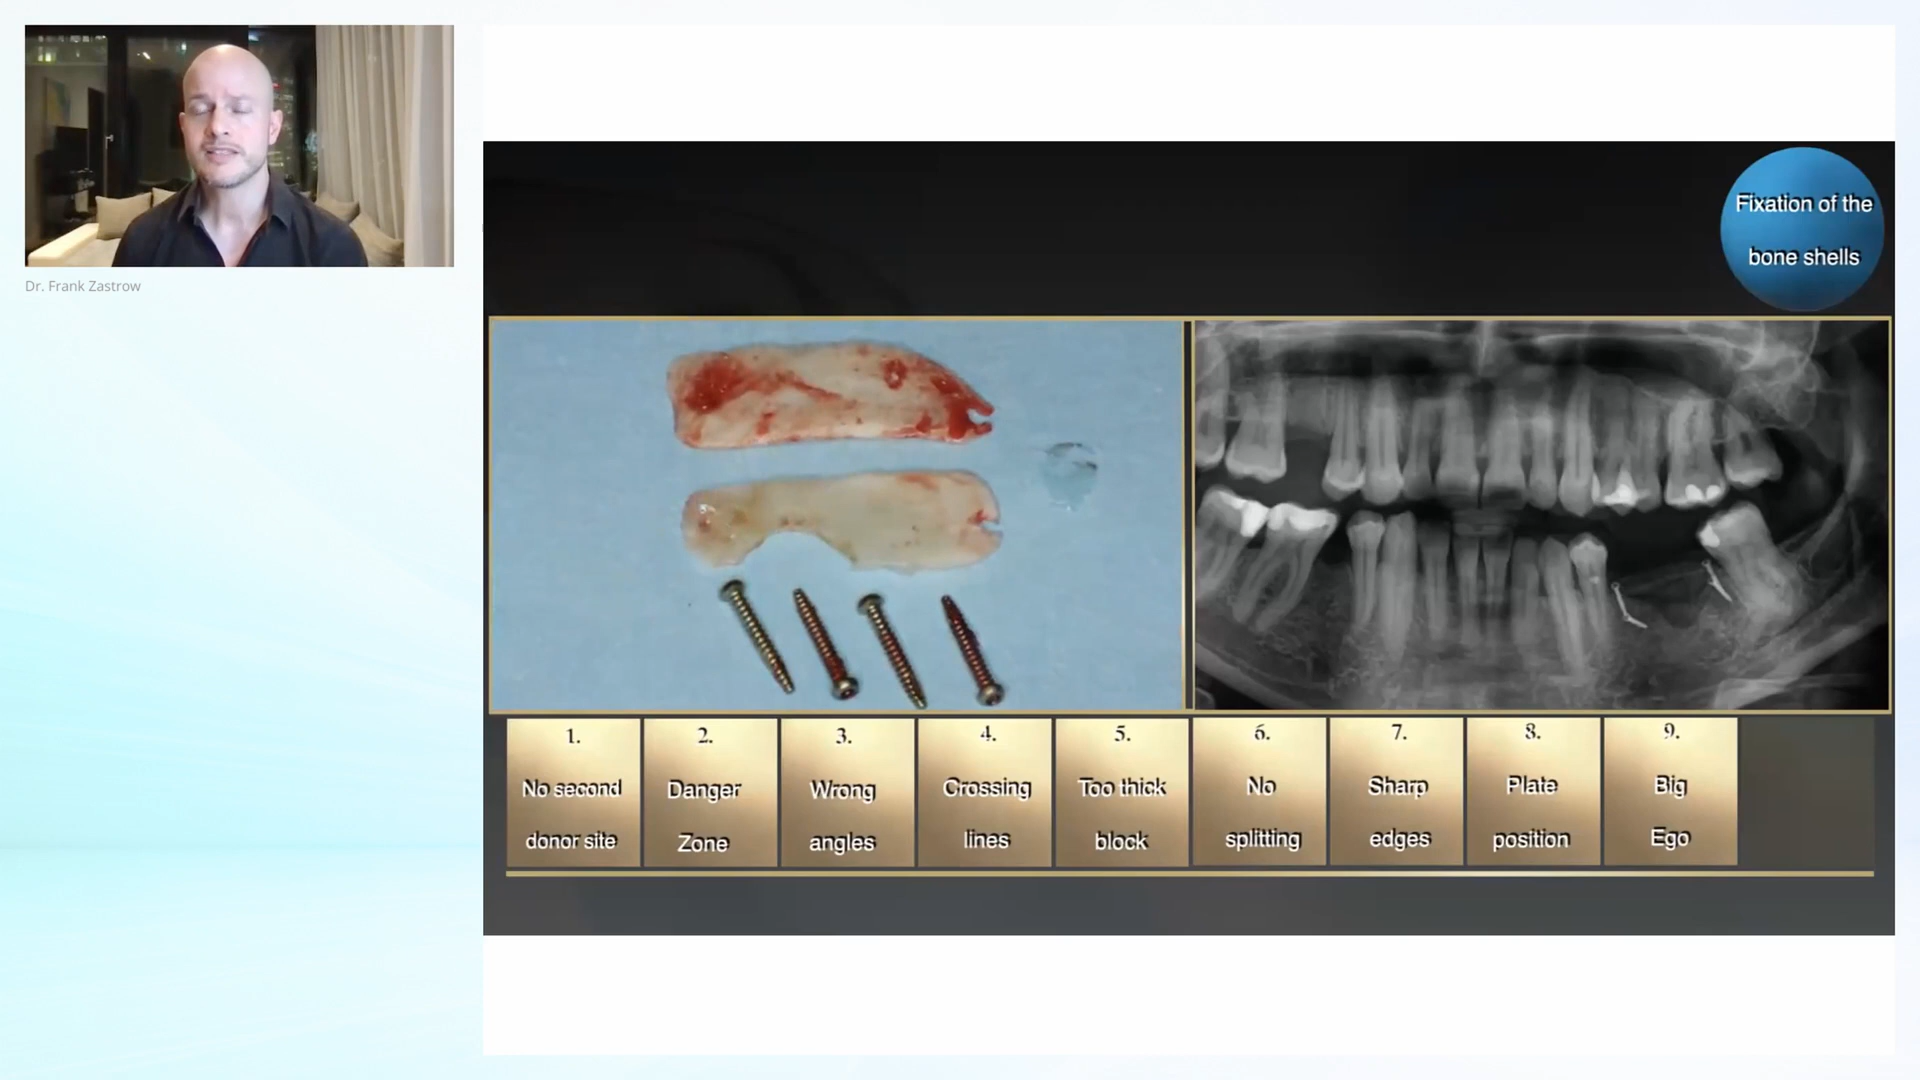 Dr. Frank Zastrow
Fixation of the
bone shells
1.
No second
donor site
2.
Danger
Zone
3.
Wrong
angles
4.
Crossing
lines
5.
Too thick
block
6.
No
splitting
7.
Sharp
edges
8.
Plate
position
9.
Big
Ego